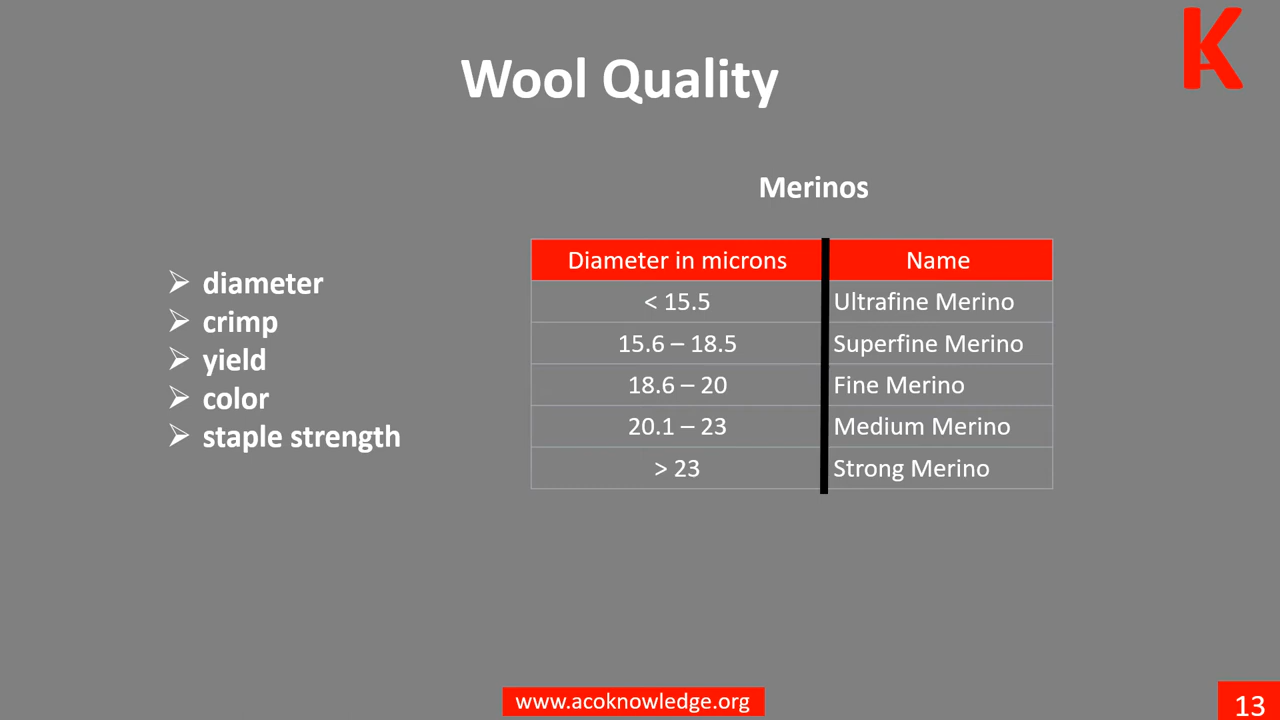 K
Wool Quality
Merinos
➢ diameter
➢ crimp
➢ yield
➢ color
➢ staple strength
Diameter in microns Name
< 15.5 Ultrafine Merino
15.6 – 18.5 Superfine Merino
18.6 – 20 Fine Merino
20.1 – 23 Medium Merino
> 23 Strong Merino
www.acoknowledge.org
13